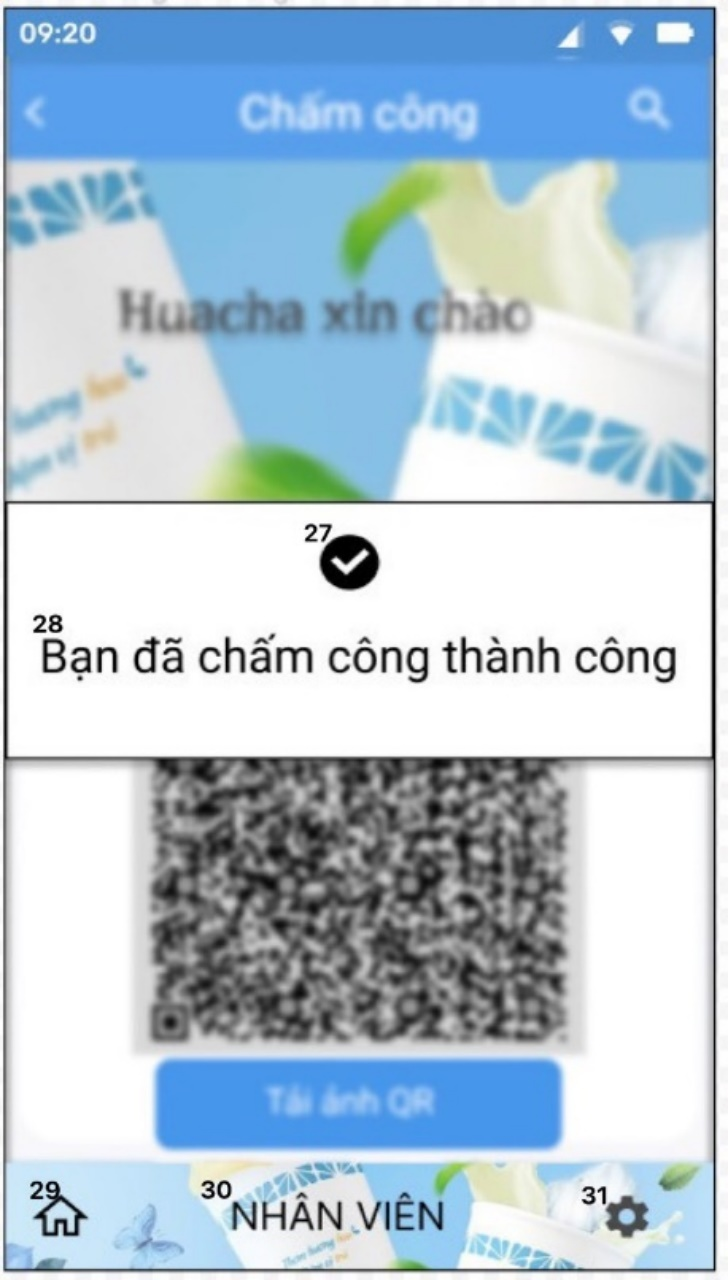 09:20
Chấm công
Huacha xin chào
27
28
Bạn đã chấm công thành công
Tải ảnh QR
29
30
NHÂN VIÊN
31